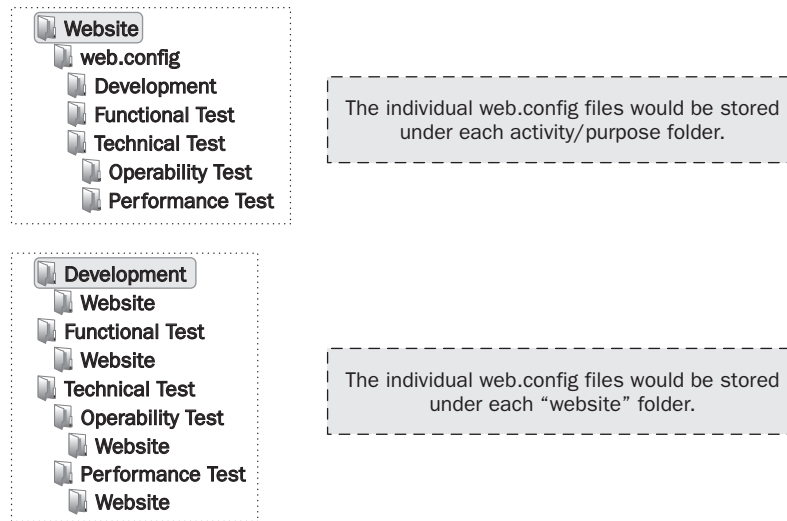 Website
web.config
Development
Functional Test
Technical Test
Operability Test
Performance Test
The individual web.config files would be stored
under each activity/purpose folder.
Development
Website
Functional Test
Website
Technical Test
Operability Test
Website
Performance Test
Website
The individual web.config files would be stored
under each “website” folder.